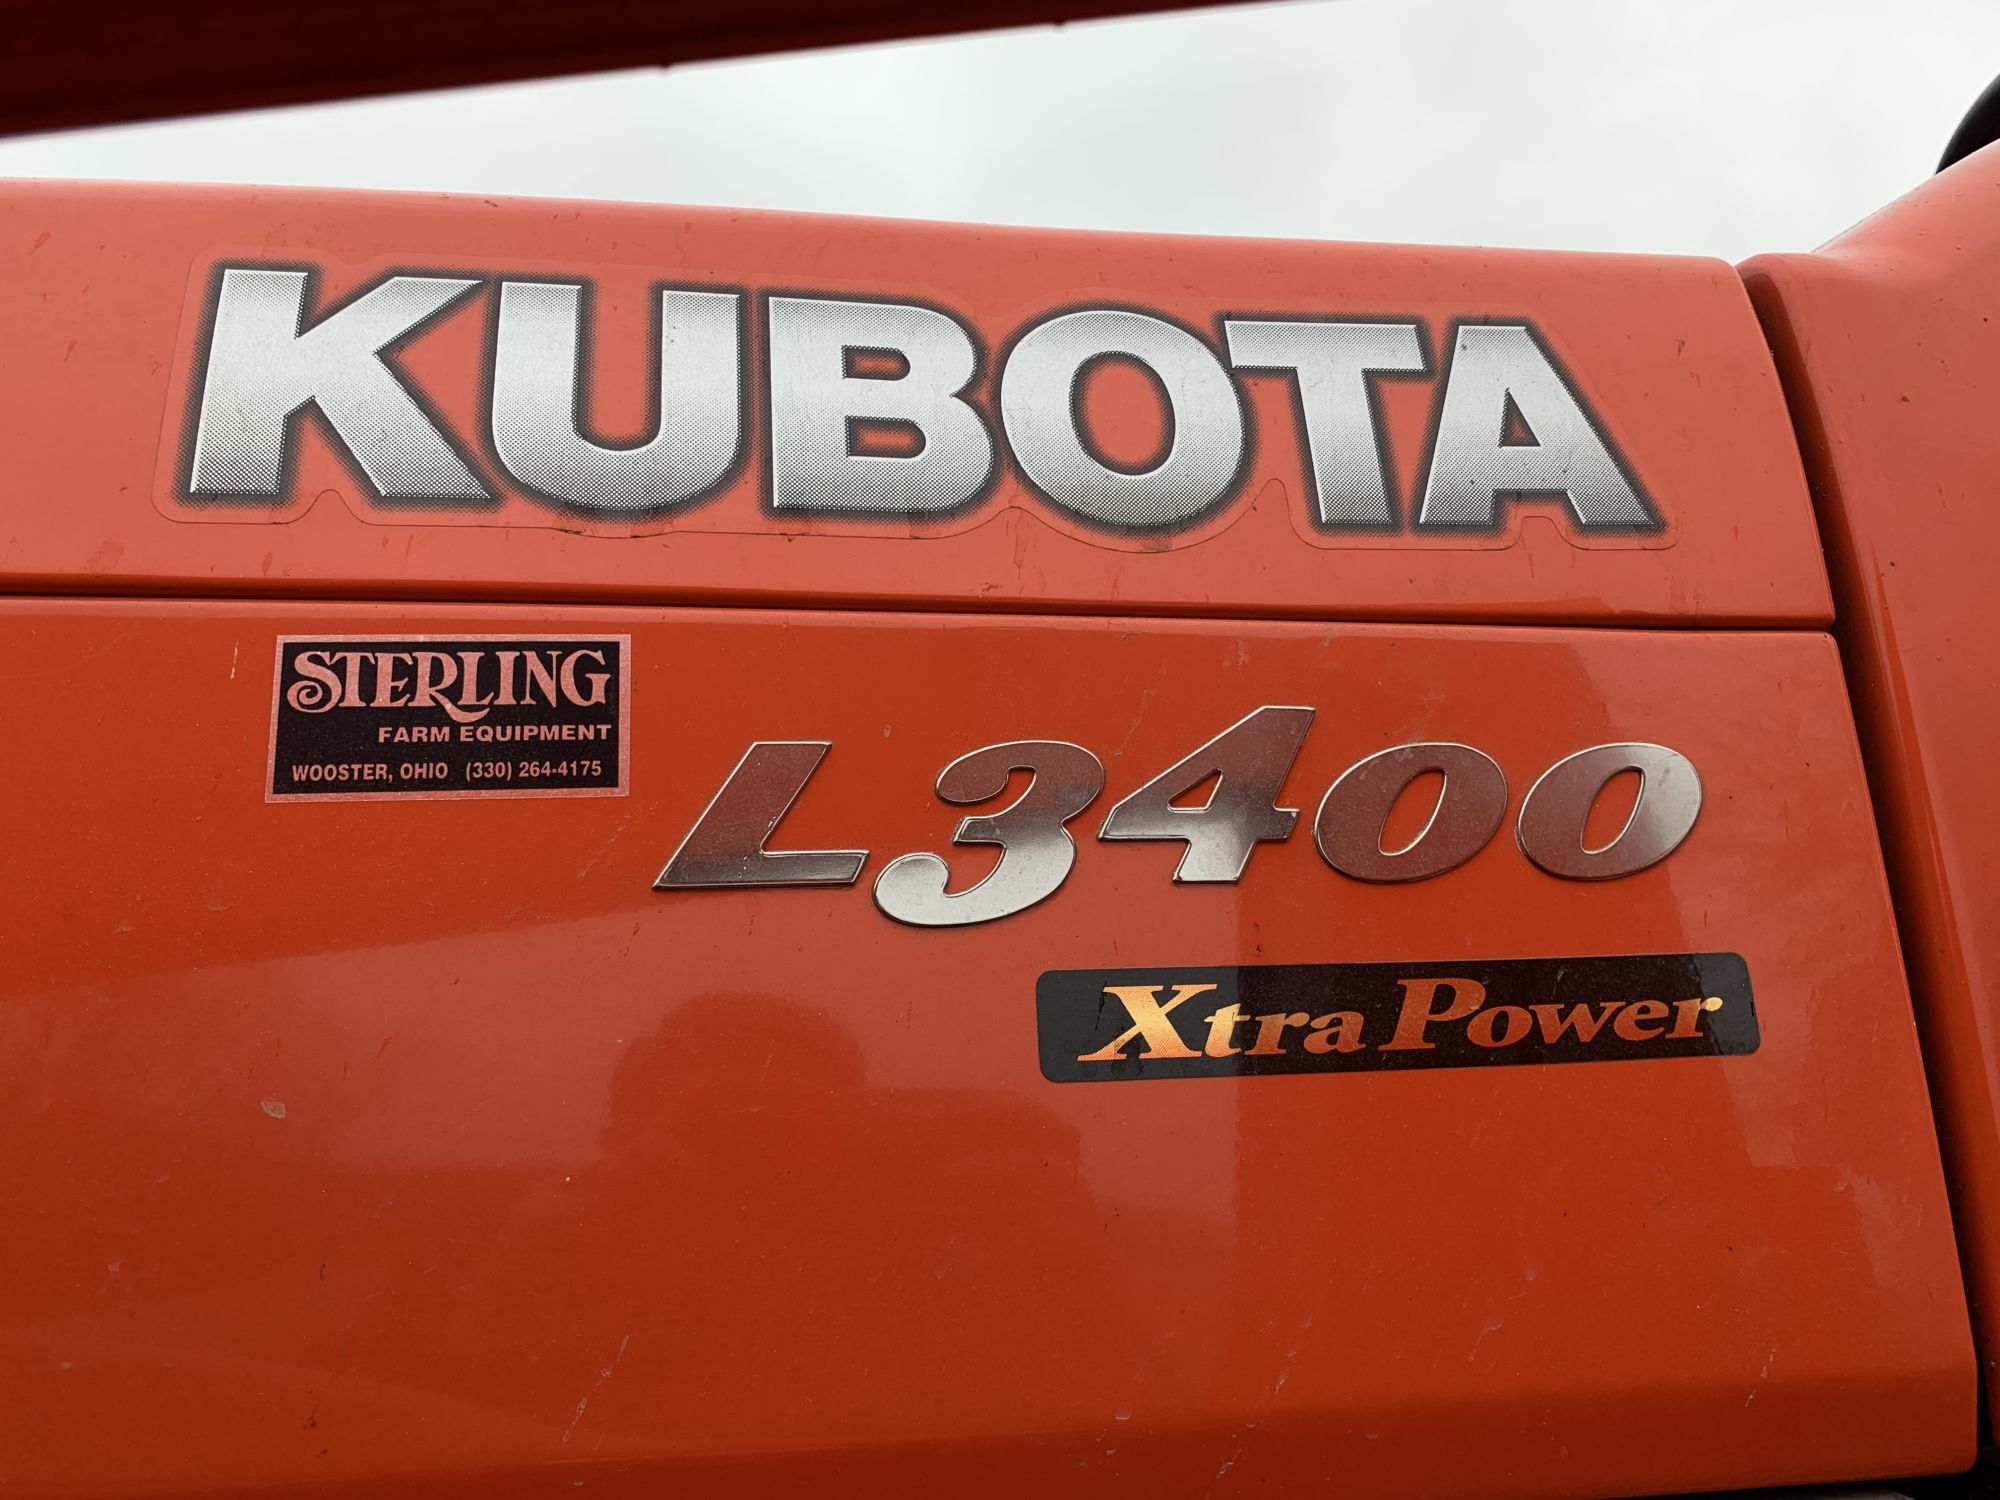 KUBOTA
STERLING
FARM EQUIPMENT
WOOSTER, OHIO (330) 264-4175
L3400
Xtra Power